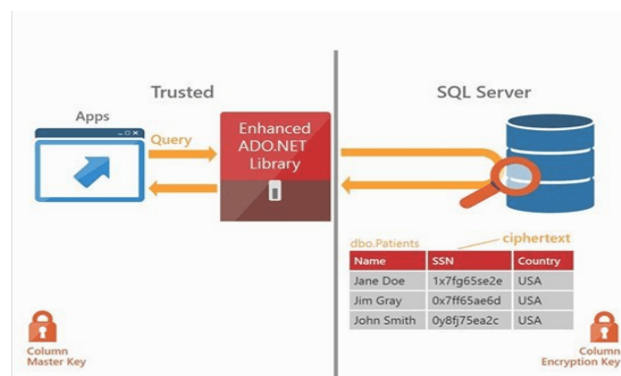 Trusted
SQL Server
Apps
Query
Enhanced
ADO.NET
Library
dbo.Patients
ciphertext
Name SSN Country
Jane Doe 1x7fg65se2e USA
Jim Gray 0x7ff65ae6d USA
John Smith 0y8fj75ea2c USA
Column
Master Key
Column
Encryption Key